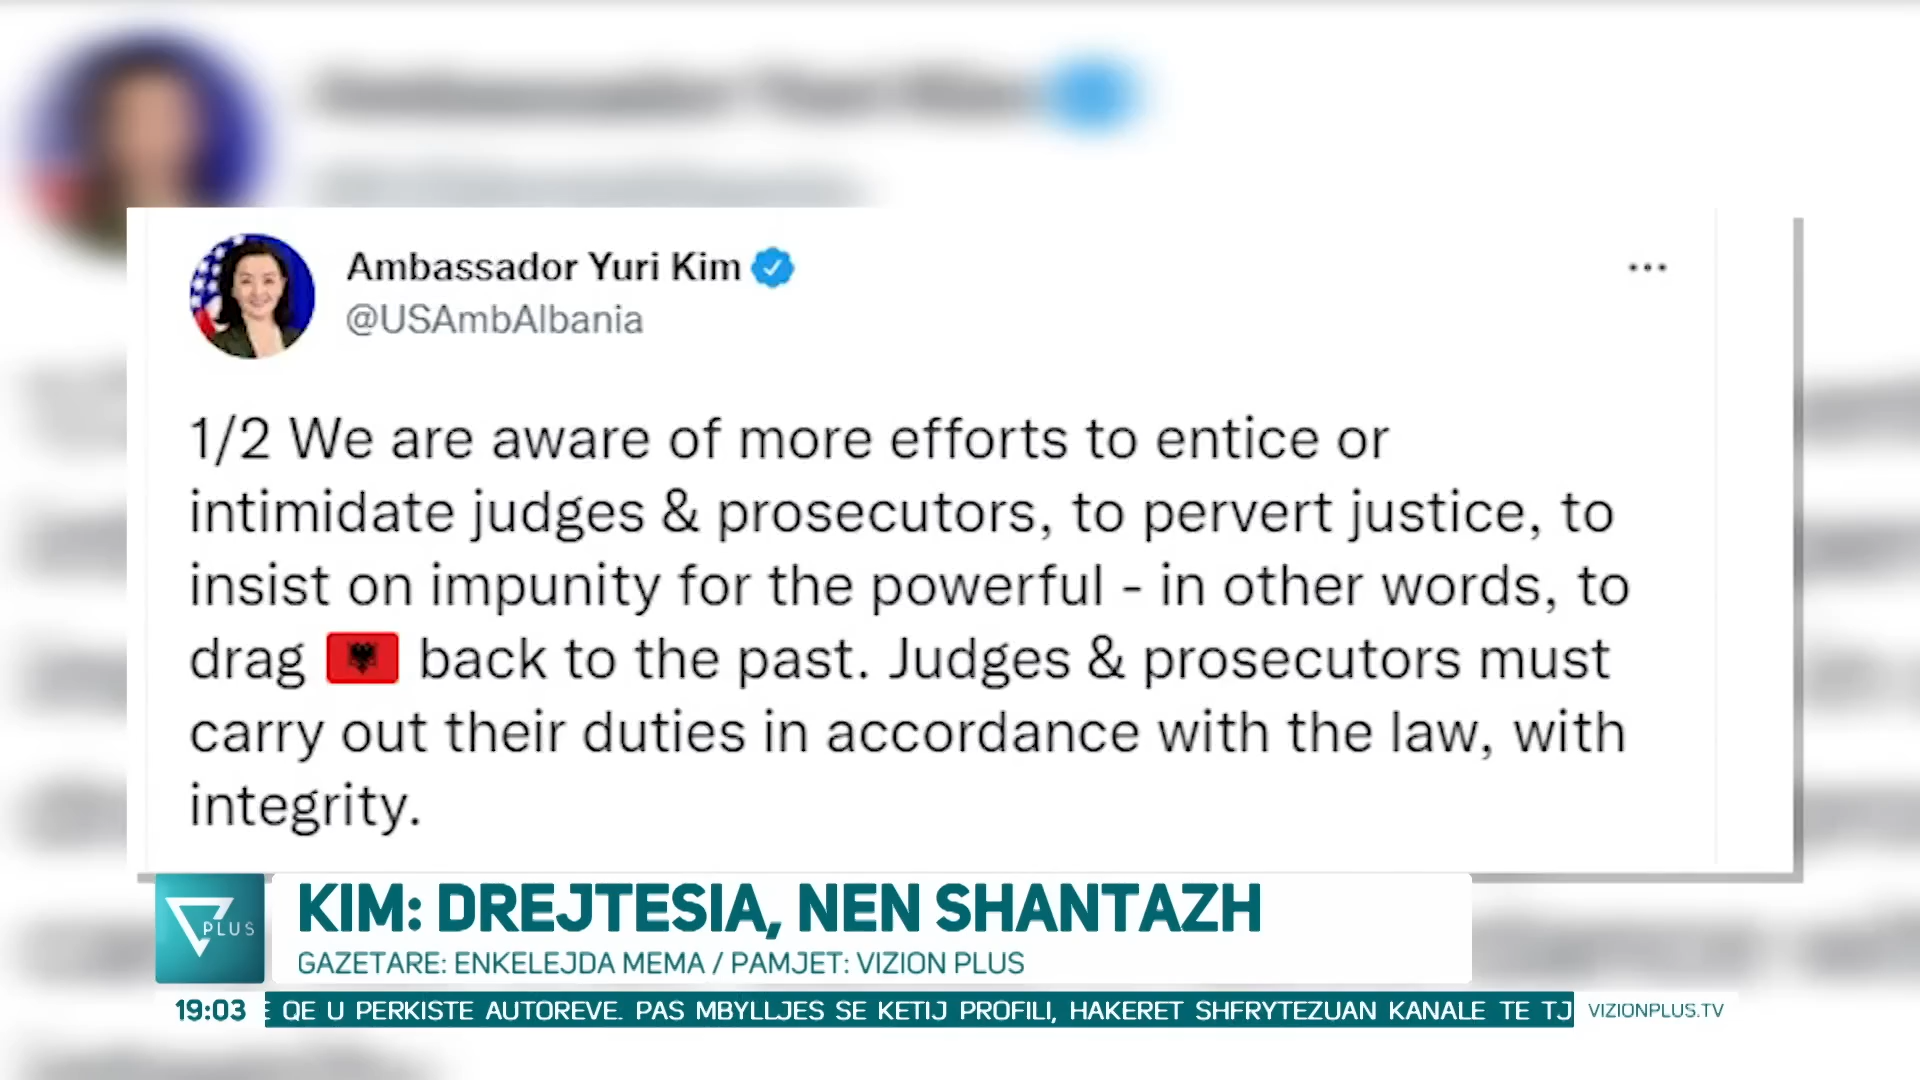 Ambassador Yuri Kim
@USAmbAlbania
1/2 We are aware of more efforts to entice or
intimidate judges & prosecutors, to pervert justice, to
insist on impunity for the powerful - in other words, to
drag 🇦🇱 back to the past. Judges & prosecutors must
carry out their duties in accordance with the law, with
integrity.
PLUS
KIM: DREJTESIA, NEN SHANTAZH
GAZETARE: ENKELEJDA MEMA / PAMJET: VIZION PLUS
19:03 E QE U PERKISTE AUTOREVE. PAS MBYLLJES SE KETIJ PROFILI, HAKERET SHFRYTEZUAN KANALE TE TJ VIZIONPLUS.TV